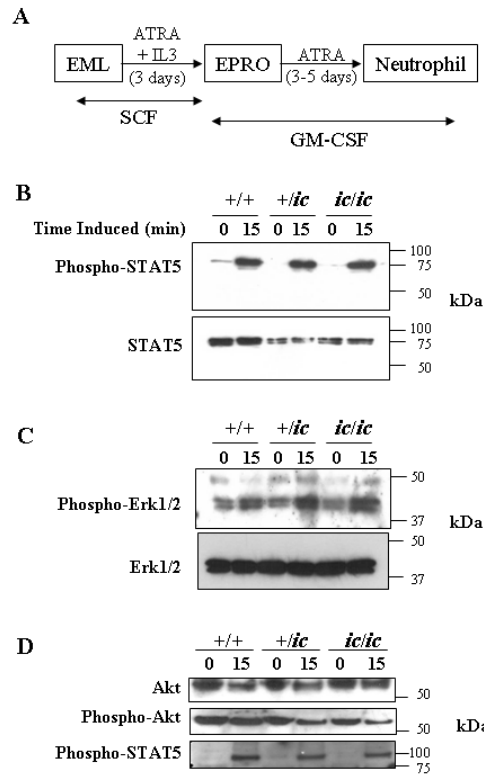 A
ATRA
+ IL3
(3 days)
EML
EPRO
ATRA
(3-5 days)
Neutrophil
SCF
GM-CSF
B
+/+ +/ic ic/ic
Time Induced (min) 0 15 0 15 0 15
Phospho-STAT5
100
75
50
kDa
STAT5
100
75
50
C
+/+ +/ic ic/ic
0 15 0 15 0 15
Phospho-Erk1/2
50
37
kDa
Erk1/2
50
37
D
+/+ +/ic ic/ic
0 15 0 15 0 15
Akt
50
Phospho-Akt
50
kDa
Phospho-STAT5
100
75